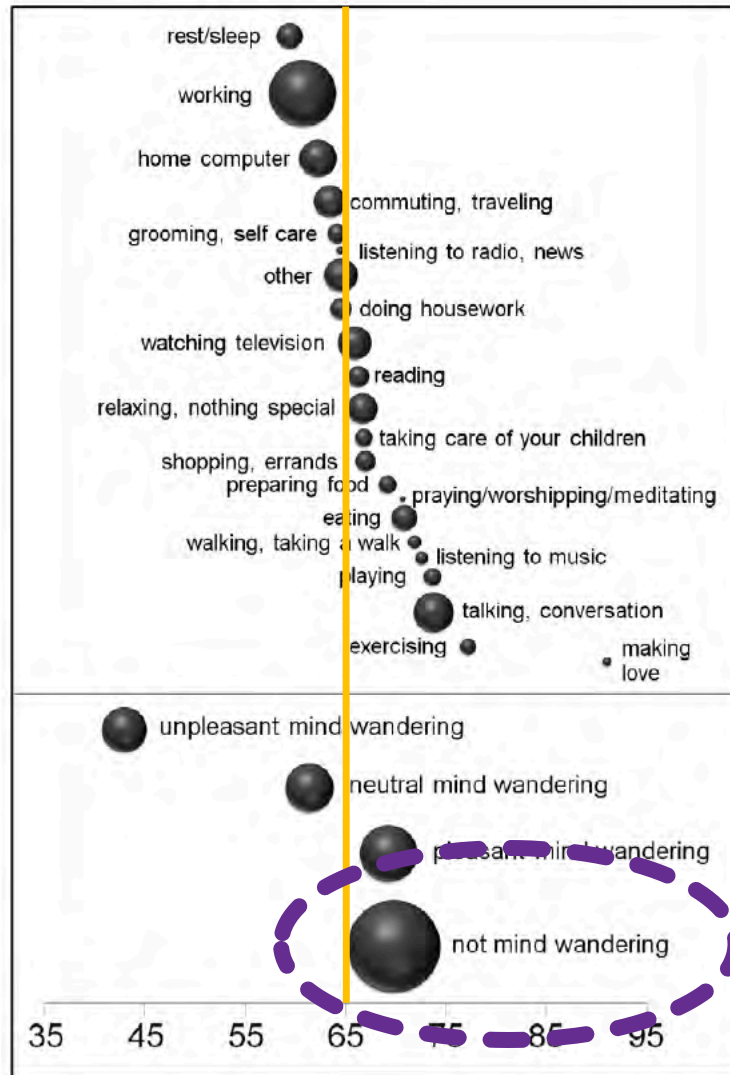 rest/sleep
working
home computer
commuting, traveling
grooming, self care
listening to radio, news
other
doing housework
watching television
reading
relaxing, nothing special
taking care of your children
shopping, errands
preparing food
praying/worshipping/meditating
eating
walking, taking a walk
listening to music
playing
talking, conversation
exercising
making
love
unpleasant mind wandering
neutral mind wandering
pleasant mind wandering
not mind wandering
35 45 55 65 75 85 95